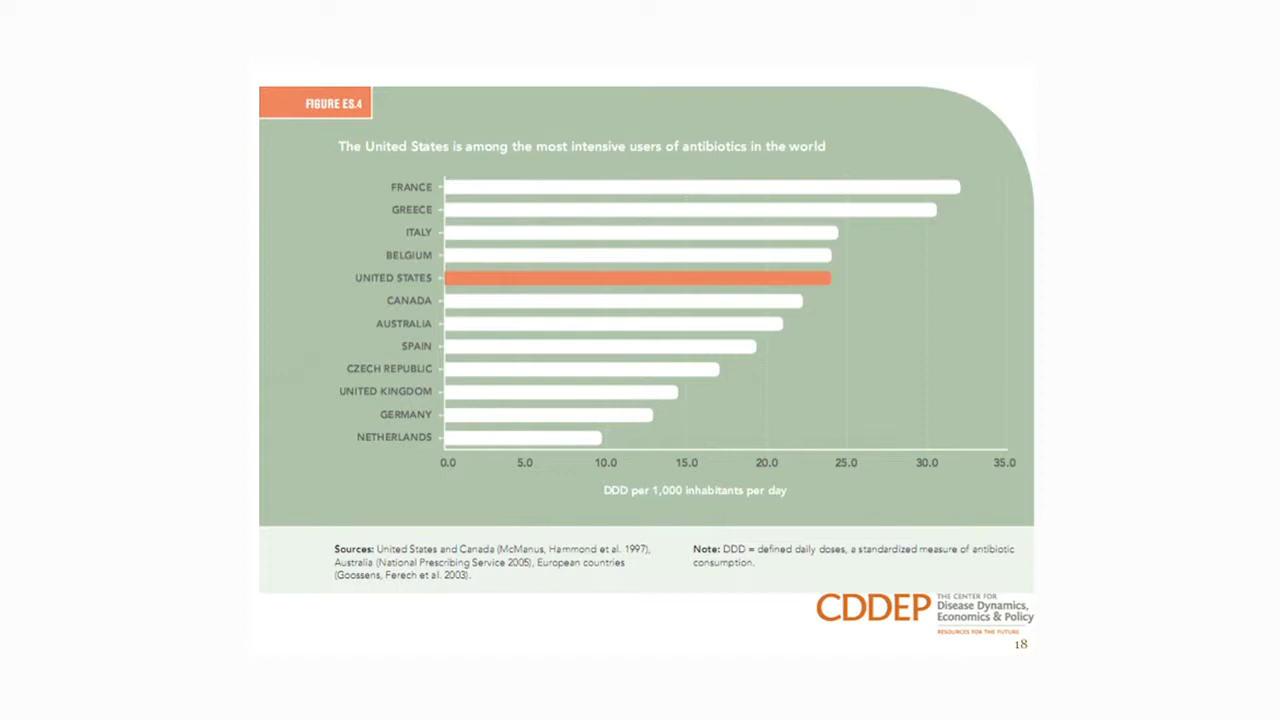 FIGURE ES.4
The United States is among the most intensive users of antibiotics in the world
FRANCE
GREECE
ITALY
BELGIUM
UNITED STATES
CANADA
AUSTRALIA
SPAIN
CZECH REPUBLIC
UNITED KINGDOM
GERMANY
NETHERLANDS
0.0 5.0 10.0 15.0 20.0 25.0 30.0 35.0
DDD per 1,000 inhabitants per day
Sources: United States and Canada (McManus, Hammond et al. 1997),
Australia (National Prescribing Service 2005), European countries
(Goossens, Ferech et al. 2003).
Note: DDD = defined daily doses, a standardized measure of antibiotic
consumption.
CDDEP
THE CENTER FOR
Disease Dynamics,
Economics & Policy
RESOURCES FOR THE FUTURE
18